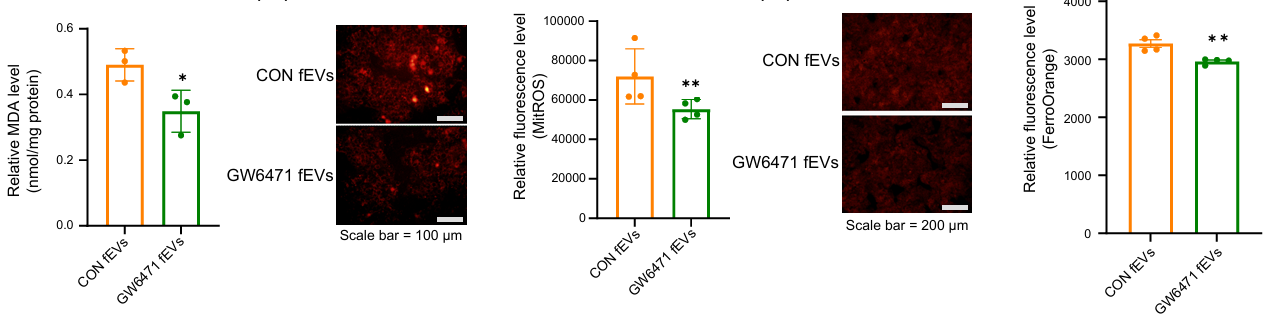 Relative MDA level
(nmol/mg protein)
0.6
0.4
0.2
0.0
*
CON fEVs
GW6471 fEVs
CON fEVs
GW6471 fEVs
Scale bar = 100 μm
Relative fluorescence level
(MitROS)
100000
80000
60000
40000
20000
0
**
CON fEVs
GW6471 fEVs
CON fEVs
GW6471 fEVs
Scale bar = 200 μm
Relative fluorescence level
(FerroOrange)
4000
3000
2000
1000
0
**
CON fEVs
GW6471 fEVs